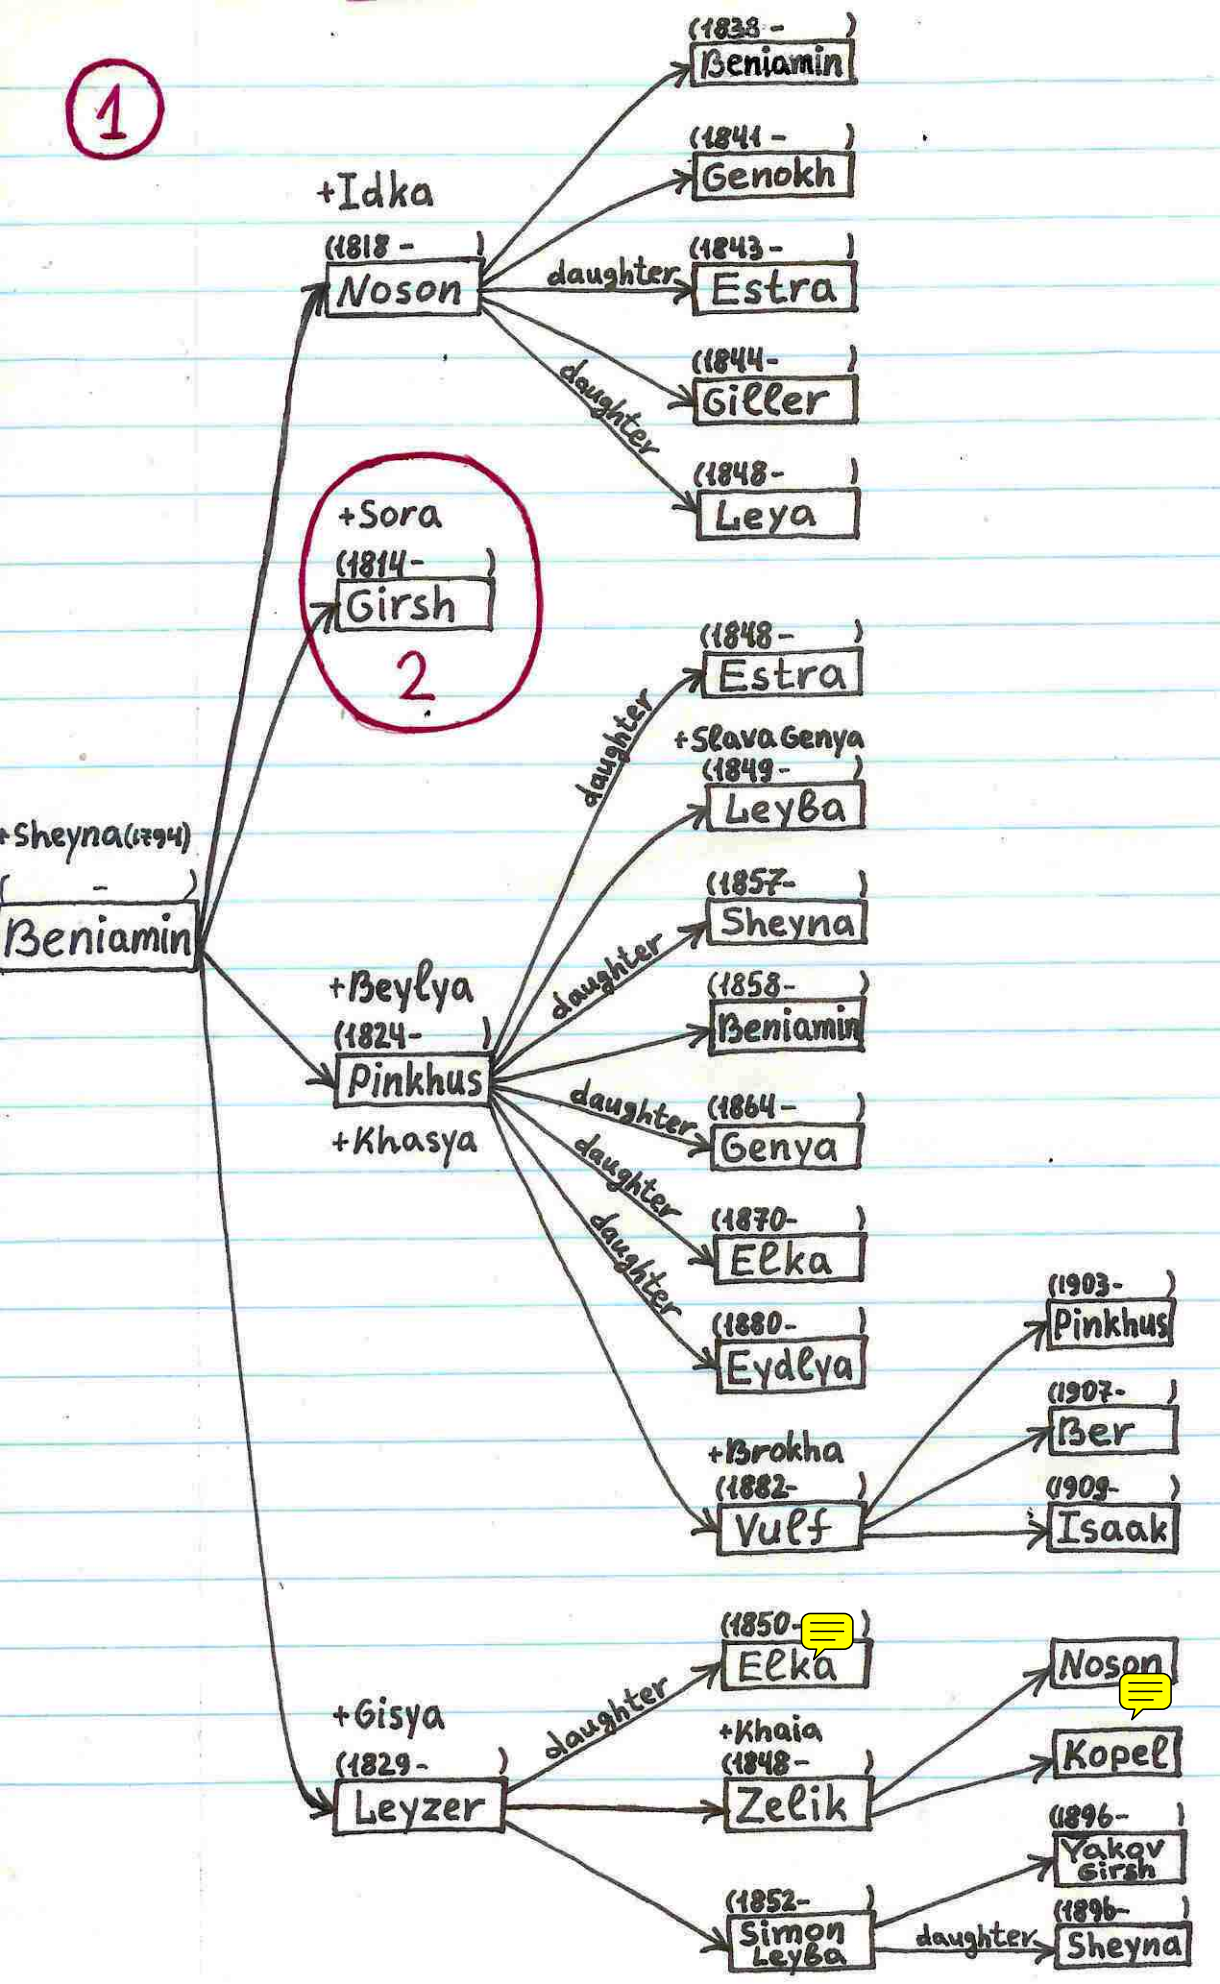 1
(1838- )
Beniamin
(1841- )
Genokh
+Idka
(1818- )
Noson
(1843- )
daughter
Estra
(1844- )
Giller
daughter
(1848- )
Leya
+Sora
(1814- )
Girsh
2
(1848- )
Estra
daughter
+Slava Genya
(1849- )
Leyba
+Sheyna(1794)
( - )
Beniamin
(1857- )
Sheyna
daughter
+Beylya
(1824- )
Pinkhus
+Khasya
(1858- )
Beniamin
(1864- )
daughter
Genya
daughter
(1870- )
Elka
daughter
(1880- )
Eydlya
(1903- )
Pinkhus
(1907- )
Ber
+Brokha
(1882- )
Vulf
(1909- )
Isaak
(1850- )
Elka
daughter
Noson
+Gisya
(1829- )
Leyzer
+Khaia
(1848- )
Zelik
Kopel
(1896- )
Yakov
Girsh
(1852- )
Simon
Leyba
(1896- )
daughter
Sheyna